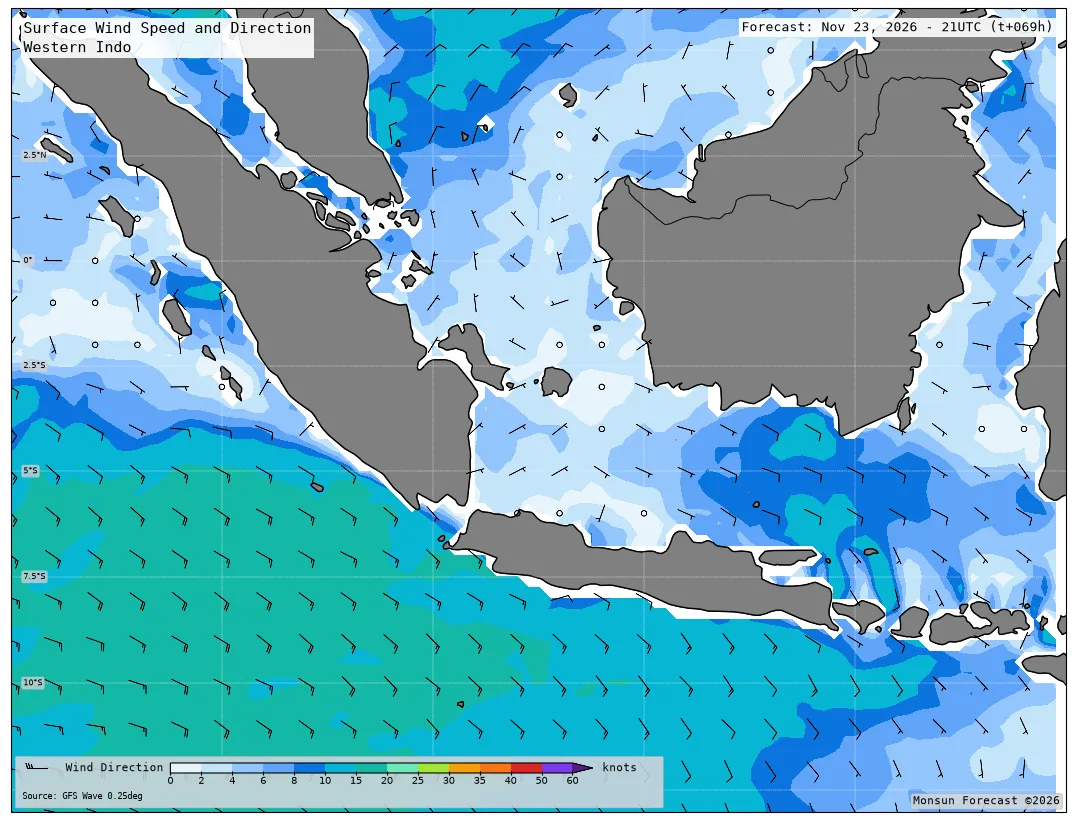 Surface Wind Speed and Direction
Western Indo
Forecast: Nov 23, 2026 - 21UTC (t+069h)
2.5°N
0°
2.5°S
5°S
7.5°S
10°S
Wind Direction
0 2 4 6 8 10 15 20 25 30 35 40 50 60
knots
Source: GFS Wave 0.25deg
Monsun Forecast ©2026